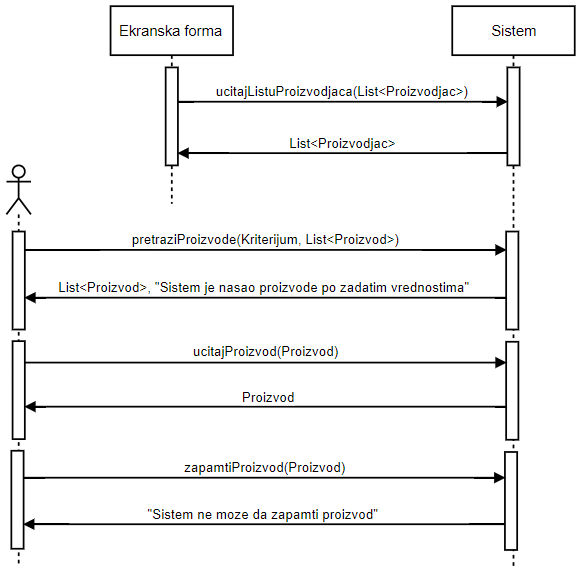 Ekranska forma
Sistem
ucitajListuProizvodjaca(List<Proizvodjac>)
List<Proizvodjac>
pretraziProizvode(Kriterijum, List<Proizvod>)
List<Proizvod>, "Sistem je nasao proizvode po zadatim vrednostima"
ucitajProizvod(Proizvod)
Proizvod
zapamtiProizvod(Proizvod)
"Sistem ne moze da zapamti proizvod"